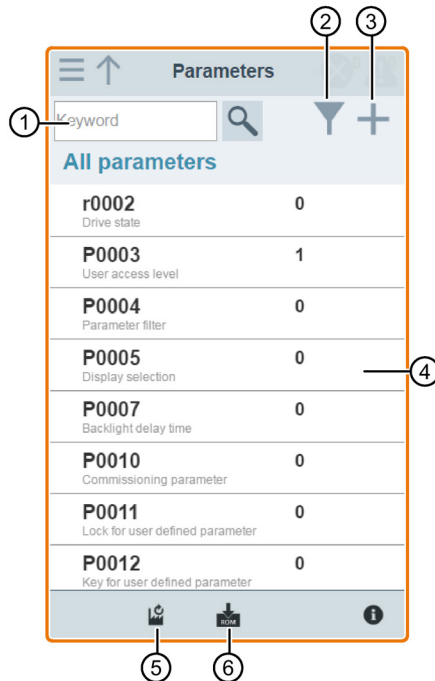 2
3
Parameters
1
Keyword
All parameters
r0002 0
Drive state
P0003 1
User access level
P0004 0
Parameter filter
P0005 0
Display selection
4
P0007 0
Backlight delay time
P0010 0
Commissioning parameter
P0011 0
Lock for user defined parameter
P0012 0
Key for user defined parameter
ROM
i
5
6